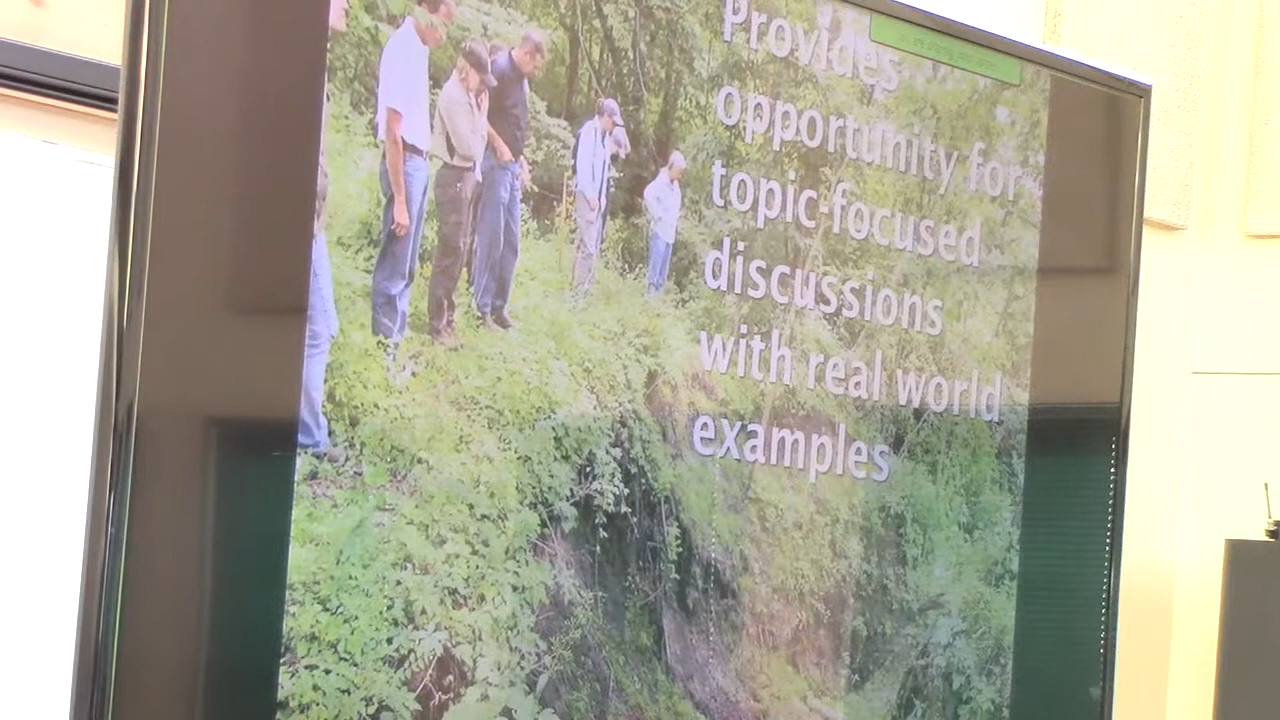 Provides
opportunity for
topic-focused
discussions
with real world
examples